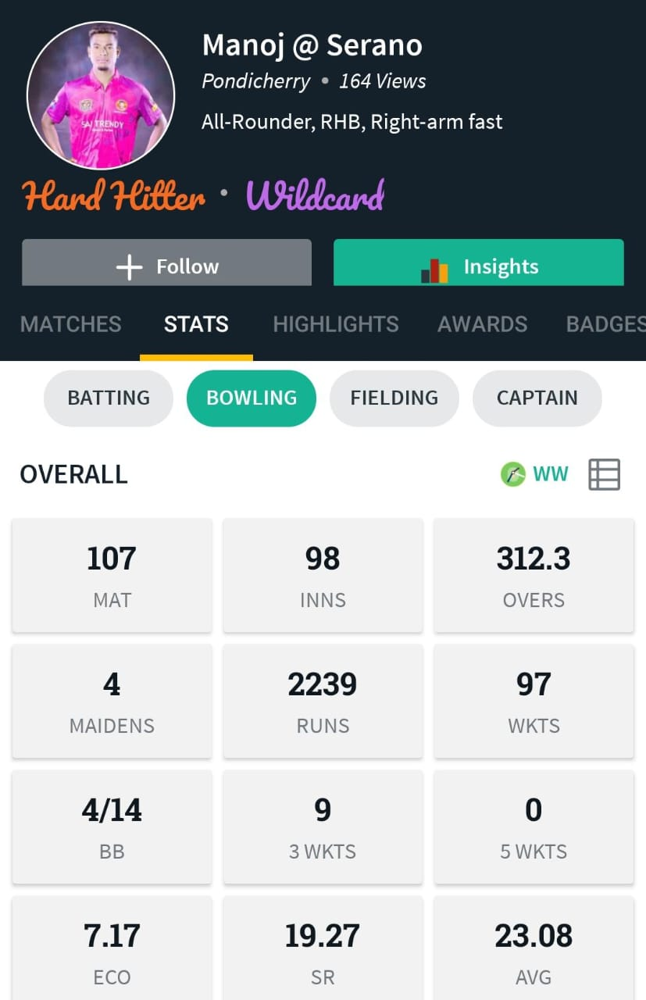 Manoj @ Serano
Pondicherry • 164 Views
All-Rounder, RHB, Right-arm fast
SAI TRENDY
Hard Hitter • Wildcard
+ Follow
Insights
MATCHES STATS HIGHLIGHTS AWARDS BADGES
BATTING BOWLING FIELDING CAPTAIN
OVERALL WW
107 98 312.3
MAT INNS OVERS
4 2239 97
MAIDENS RUNS WKTS
4/14 9 0
BB 3 WKTS 5 WKTS
7.17 19.27 23.08
ECO SR AVG